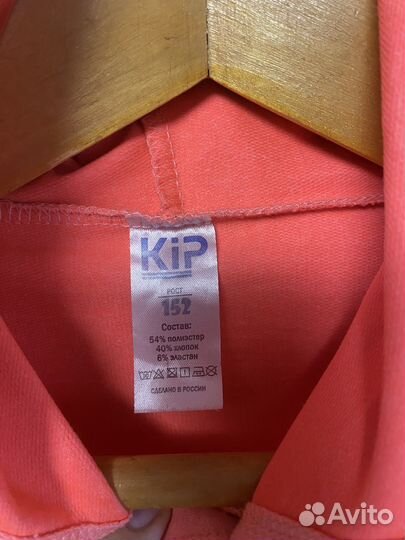 KiP
РОСТ
152
Состав:
54% полиэстер
40% хлопок
6% эластан
СДЕЛАНО В РОССИИ
Avito